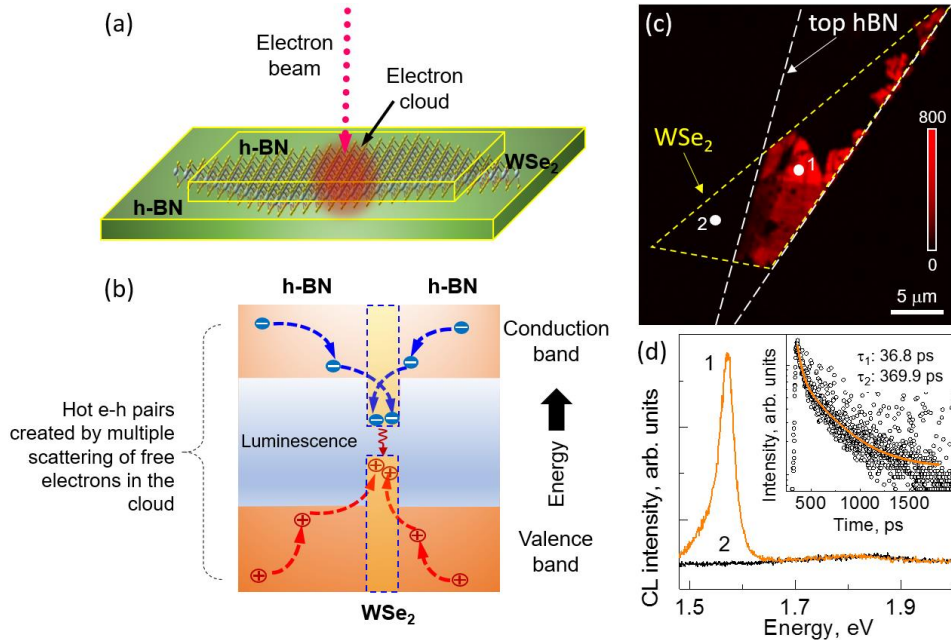 (a)
Electron
beam
Electron
cloud
h-BN
WSe₂
h-BN
(b)
h-BN
h-BN
Conduction
band
Hot e-h pairs
created by multiple
scattering of free
electrons in the
cloud
Luminescence
Energy
Valence
band
WSe₂
(c)
top hBN
WSe₂
1
2
800
0
5 μm
(d)
1
2
CL intensity, arb. units
1.5
1.7
1.9
Energy, eV
Intensity, arb. units
τ₁: 36.8 ps
τ₂: 369.9 ps
500
1000
1500
Time, ps